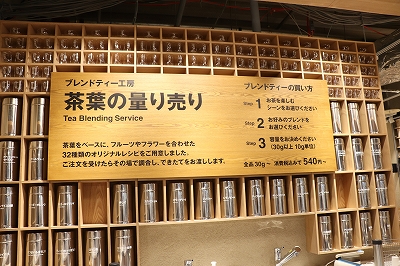 ブレンドティー工房
茶葉の量り売り
Tea Blending Service
茶葉をベースに、フルーツやフラワーを合わせた
32種類のオリジナルレシピをご用意しました。
ご注文を受けたらその場で調合し、できたてをお渡しします。
ブレンドティーの買い方
Step 1 お茶を楽しむ
シーンをお選びください
Step 2 お好みのブレンドを
お選びください
Step 3 容量をお決めください
(30g以上 10g単位)
全品 30g〜 消費税込みで 540円〜